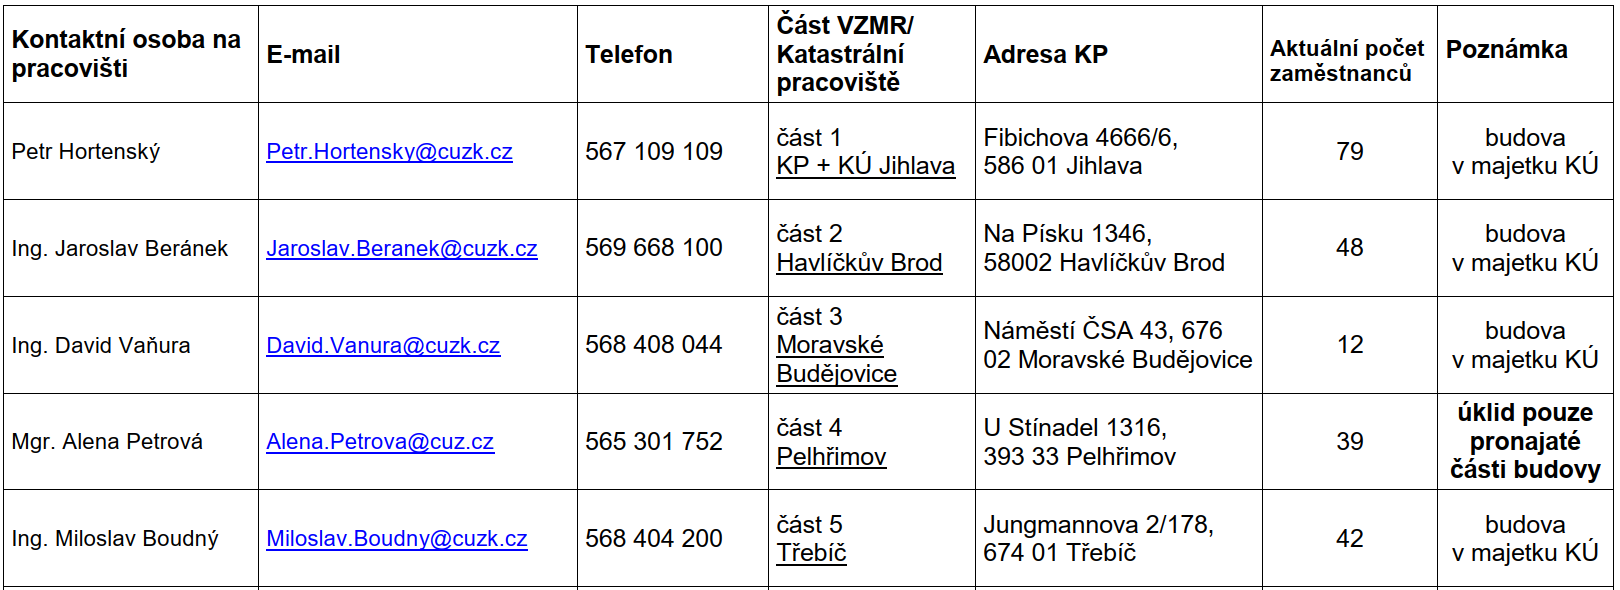 Kontaktní osoba na
pracovišti
E-mail
Telefon
Část VZMR/
Katastrální
pracoviště
Adresa KP
Aktuální počet
zaměstnanců
Poznámka
Petr Hortenský
Petr.Hortensky@cuzk.cz
567 109 109
část 1
KP + KÚ Jihlava
Fibichova 4666/6,
586 01 Jihlava
79
budova
v majetku KÚ
Ing. Jaroslav Beránek
Jaroslav.Beranek@cuzk.cz
569 668 100
část 2
Havlíčkův Brod
Na Písku 1346,
58002 Havlíčkův Brod
48
budova
v majetku KÚ
Ing. David Vaňura
David.Vanura@cuzk.cz
568 408 044
část 3
Moravské
Budějovice
Náměstí ČSA 43, 676
02 Moravské Budějovice
12
budova
v majetku KÚ
Mgr. Alena Petrová
Alena.Petrova@cuz.cz
565 301 752
část 4
Pelhřimov
U Stínadel 1316,
393 33 Pelhřimov
39
úklid pouze
pronajaté
části budovy
Ing. Miloslav Boudný
Miloslav.Boudny@cuzk.cz
568 404 200
část 5
Třebíč
Jungmannova 2/178,
674 01 Třebíč
42
budova
v majetku KÚ